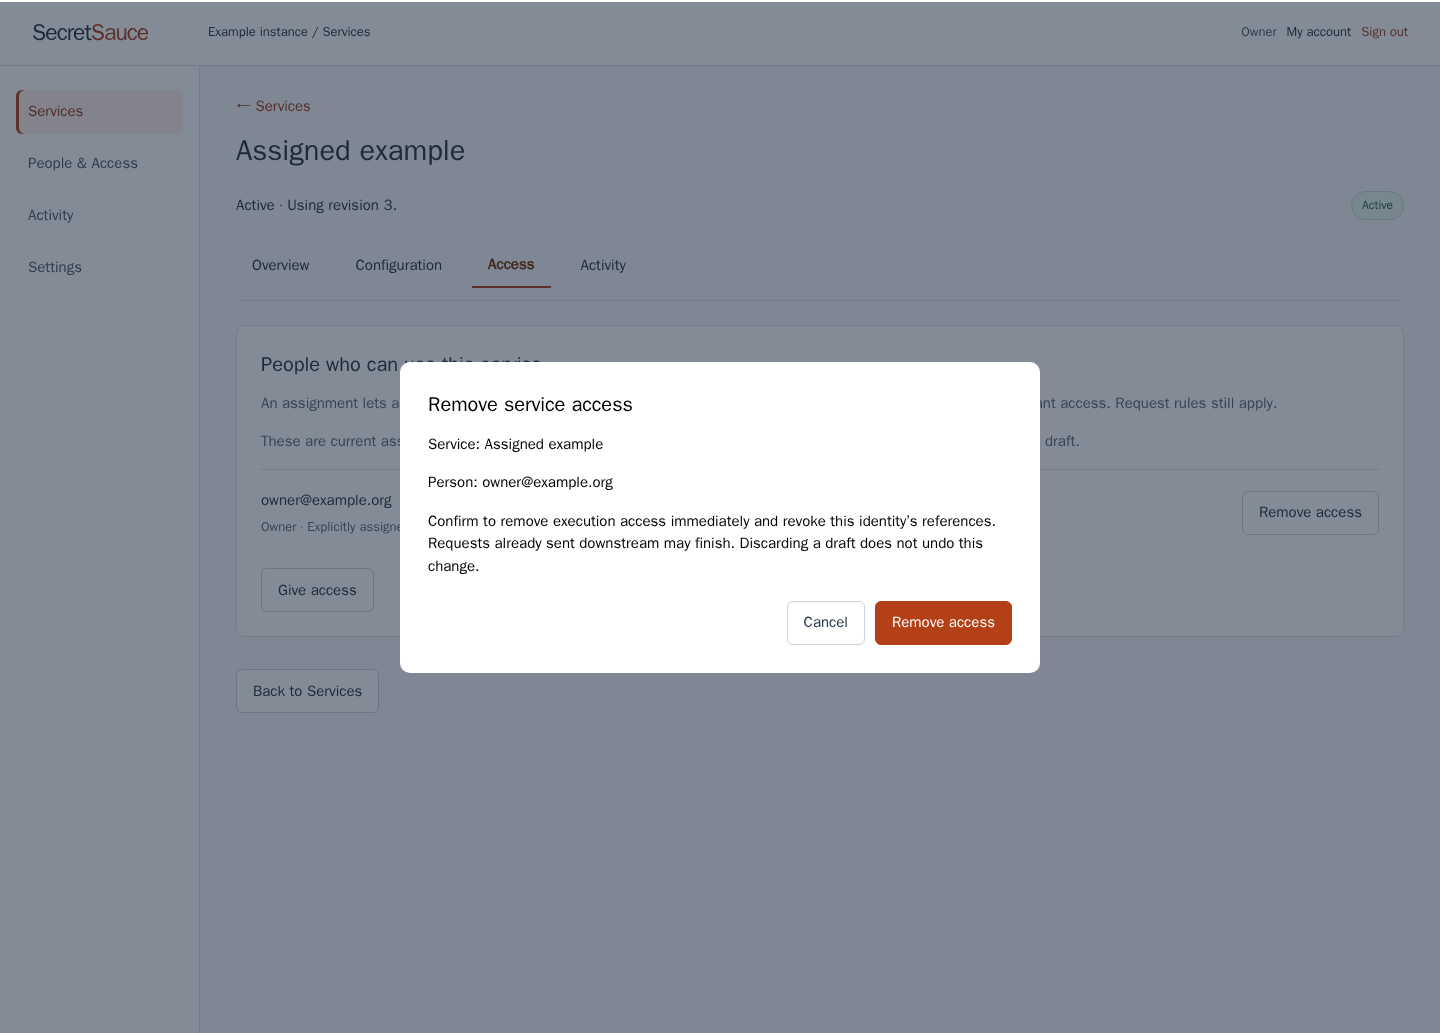 SecretSauce
Example instance / Services
Owner My account Sign out
Services
People & Access
Activity
Settings
← Services
Assigned example
Active · Using revision 3.
Active
Overview Configuration Access Activity
People who can use this service
An assignment lets
access. Request rules still apply.
These are current
draft.
owner@example.org
Owner · Explicitly
Remove access
Give access
Back to Services
Remove service access
Service: Assigned example
Person: owner@example.org
Confirm to remove execution access immediately and revoke this identity's references.
Requests already sent downstream may finish. Discarding a draft does not undo this
change.
Cancel Remove access